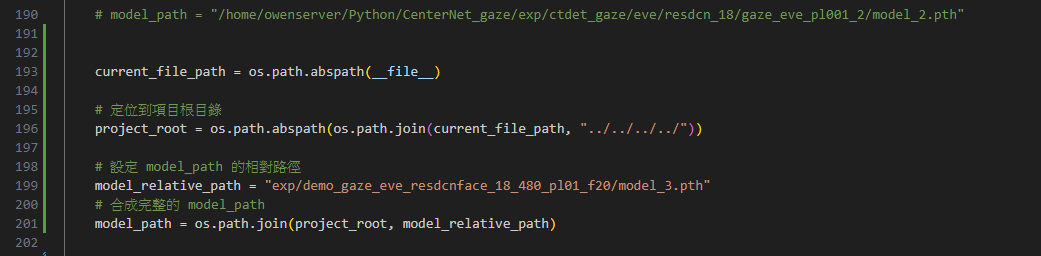 190 # model_path = "/home/owenserver/Python/CenterNet_gaze/exp/ctdet_gaze/eve/resdcn_18/gaze_eve_pl001_2/model_2.pth"
191
192
193 current_file_path = os.path.abspath(__file__)
194
195 # 定位到項目根目錄
196 project_root = os.path.abspath(os.path.join(current_file_path, "../../../../"))
197
198 # 設定 model_path 的相對路徑
199 model_relative_path = "exp/demo_gaze_eve_resdcnface_18_480_pl01_f20/model_3.pth"
200 # 合成完整的 model_path
201 model_path = os.path.join(project_root, model_relative_path)
202